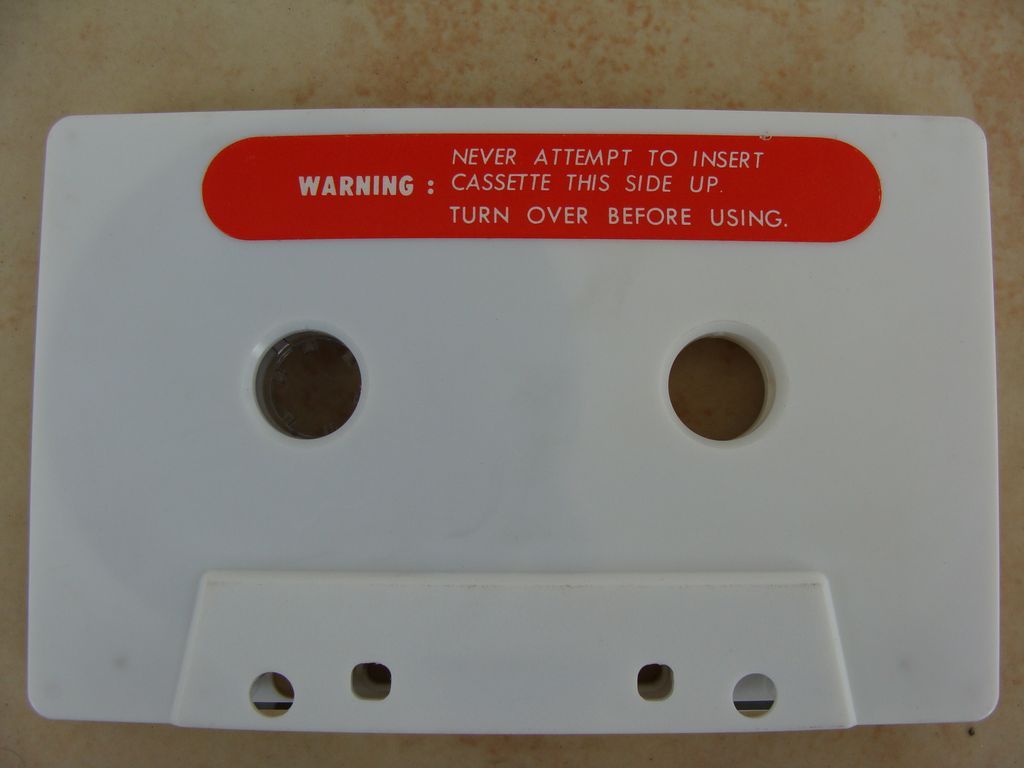 WARNING :
NEVER ATTEMPT TO INSERT
CASSETTE THIS SIDE UP.
TURN OVER BEFORE USING.